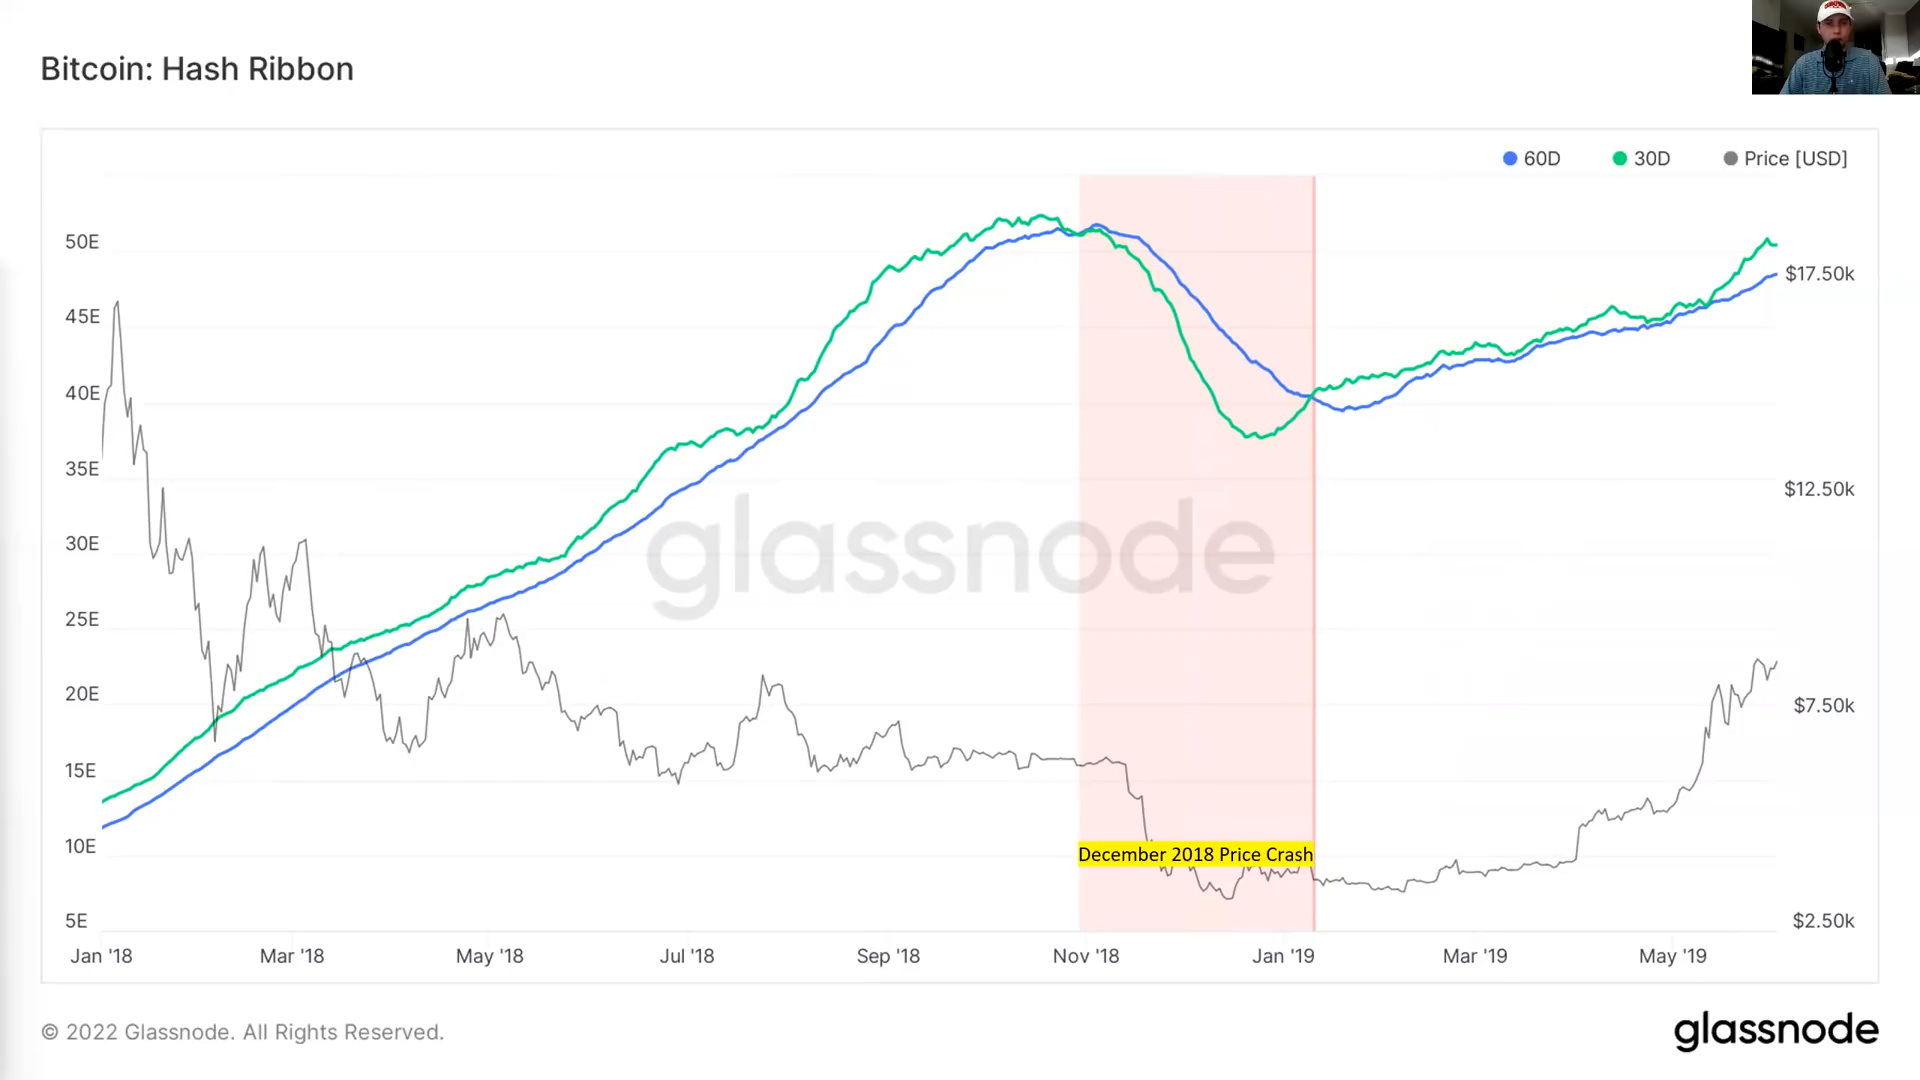 Bitcoin: Hash Ribbon
60D 30D Price [USD]
50E
45E
40E
35E
30E
25E
20E
15E
10E
5E
$17.50k
$12.50k
$7.50k
$2.50k
glassnode
December 2018 Price Crash
Jan '18 Mar '18 May '18 Jul '18 Sep '18 Nov '18 Jan '19 Mar '19 May '19
© 2022 Glassnode. All Rights Reserved.
glassnode